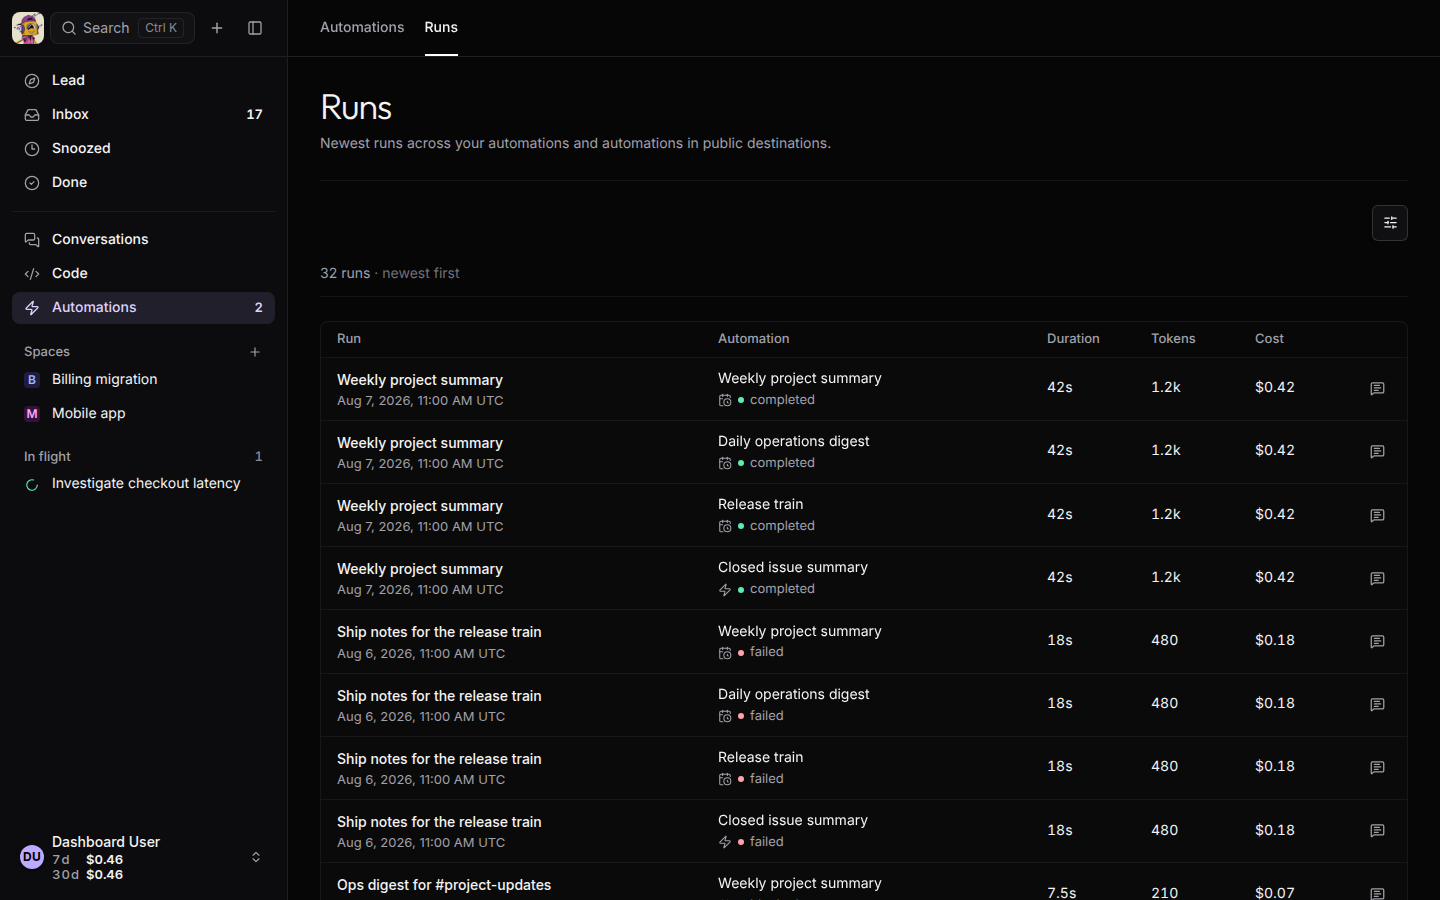 Search Ctrl K
Automations Runs
Lead
Inbox 17
Snoozed
Done
Conversations
Code
Automations 2
Spaces
B Billing migration
M Mobile app
In flight 1
Investigate checkout latency
DU Dashboard User
7d $0.46
30d $0.46
Runs
Newest runs across your automations and automations in public destinations.
32 runs · newest first
Run Automation Duration Tokens Cost
Weekly project summary Weekly project summary 42s 1.2k $0.42
Aug 7, 2026, 11:00 AM UTC completed
Weekly project summary Daily operations digest 42s 1.2k $0.42
Aug 7, 2026, 11:00 AM UTC completed
Weekly project summary Release train 42s 1.2k $0.42
Aug 7, 2026, 11:00 AM UTC completed
Weekly project summary Closed issue summary 42s 1.2k $0.42
Aug 7, 2026, 11:00 AM UTC completed
Ship notes for the release train Weekly project summary 18s 480 $0.18
Aug 6, 2026, 11:00 AM UTC failed
Ship notes for the release train Daily operations digest 18s 480 $0.18
Aug 6, 2026, 11:00 AM UTC failed
Ship notes for the release train Release train 18s 480 $0.18
Aug 6, 2026, 11:00 AM UTC failed
Ship notes for the release train Closed issue summary 18s 480 $0.18
Aug 6, 2026, 11:00 AM UTC failed
Ops digest for #project-updates Weekly project summary 7.5s 210 $0.07